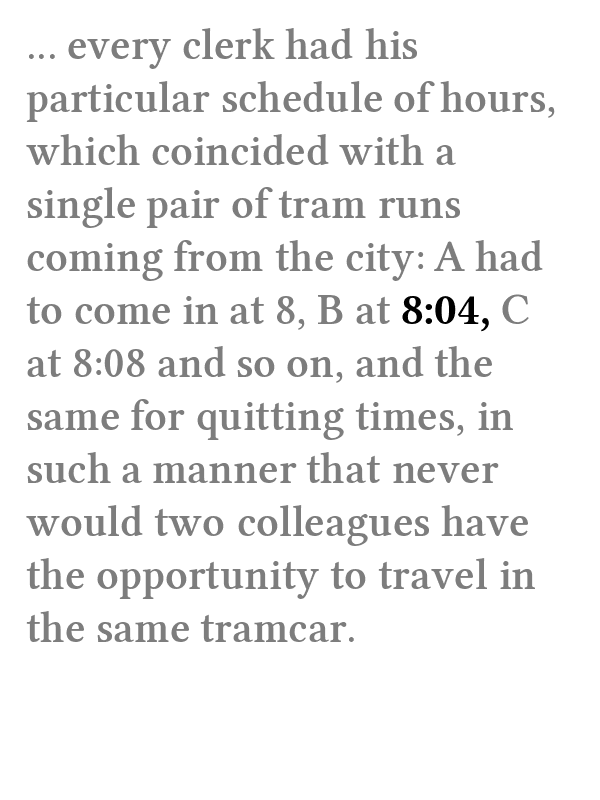 ... every clerk had his
particular schedule of hours,
which coincided with a
single pair of tram runs
coming from the city: A had
to come in at 8, B at 8:04, C
at 8:08 and so on, and the
same for quitting times, in
such a manner that never
would two colleagues have
the opportunity to travel in
the same tramcar.